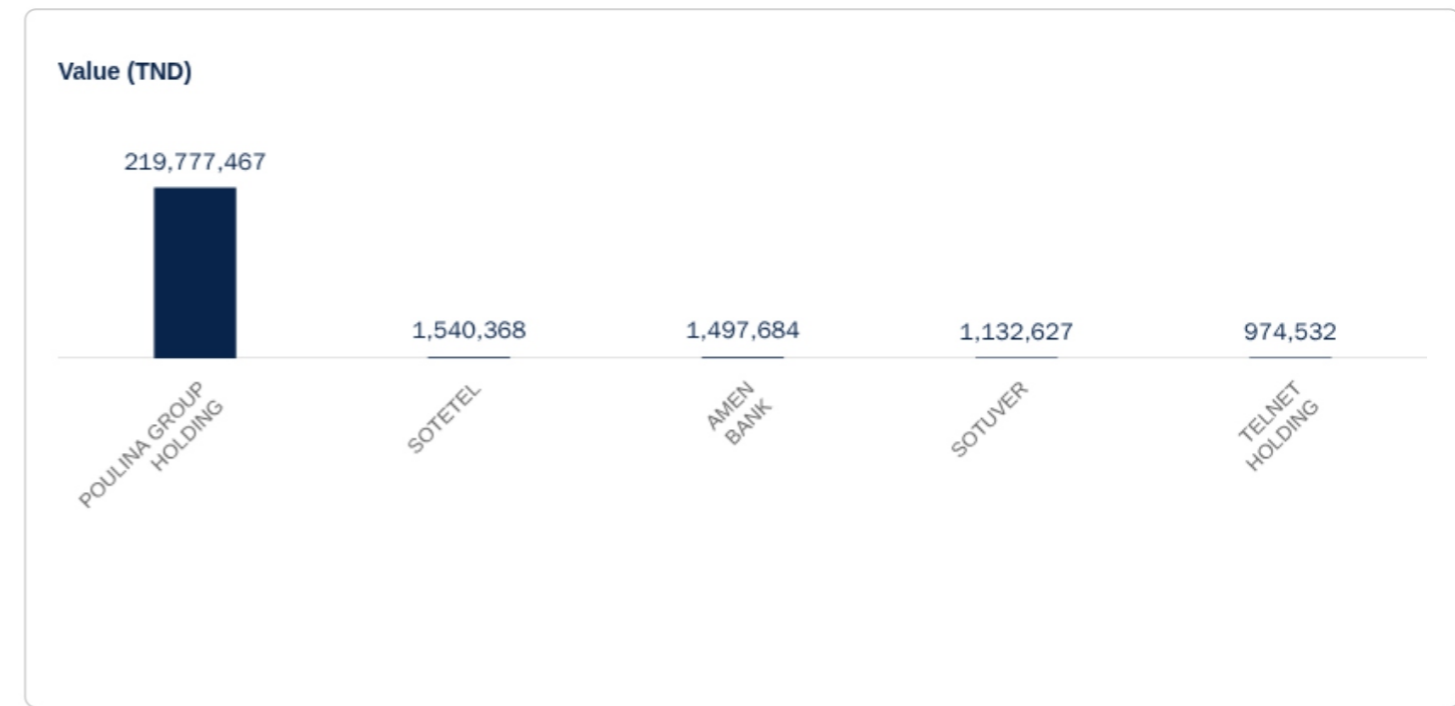 Value (TND)
219,777,467
1,540,368
1,497,684
1,132,627
974,532
POULINA GROUP
HOLDING
SOTETEL
AMEN
BANK
SOTUVER
TELNET
HOLDING